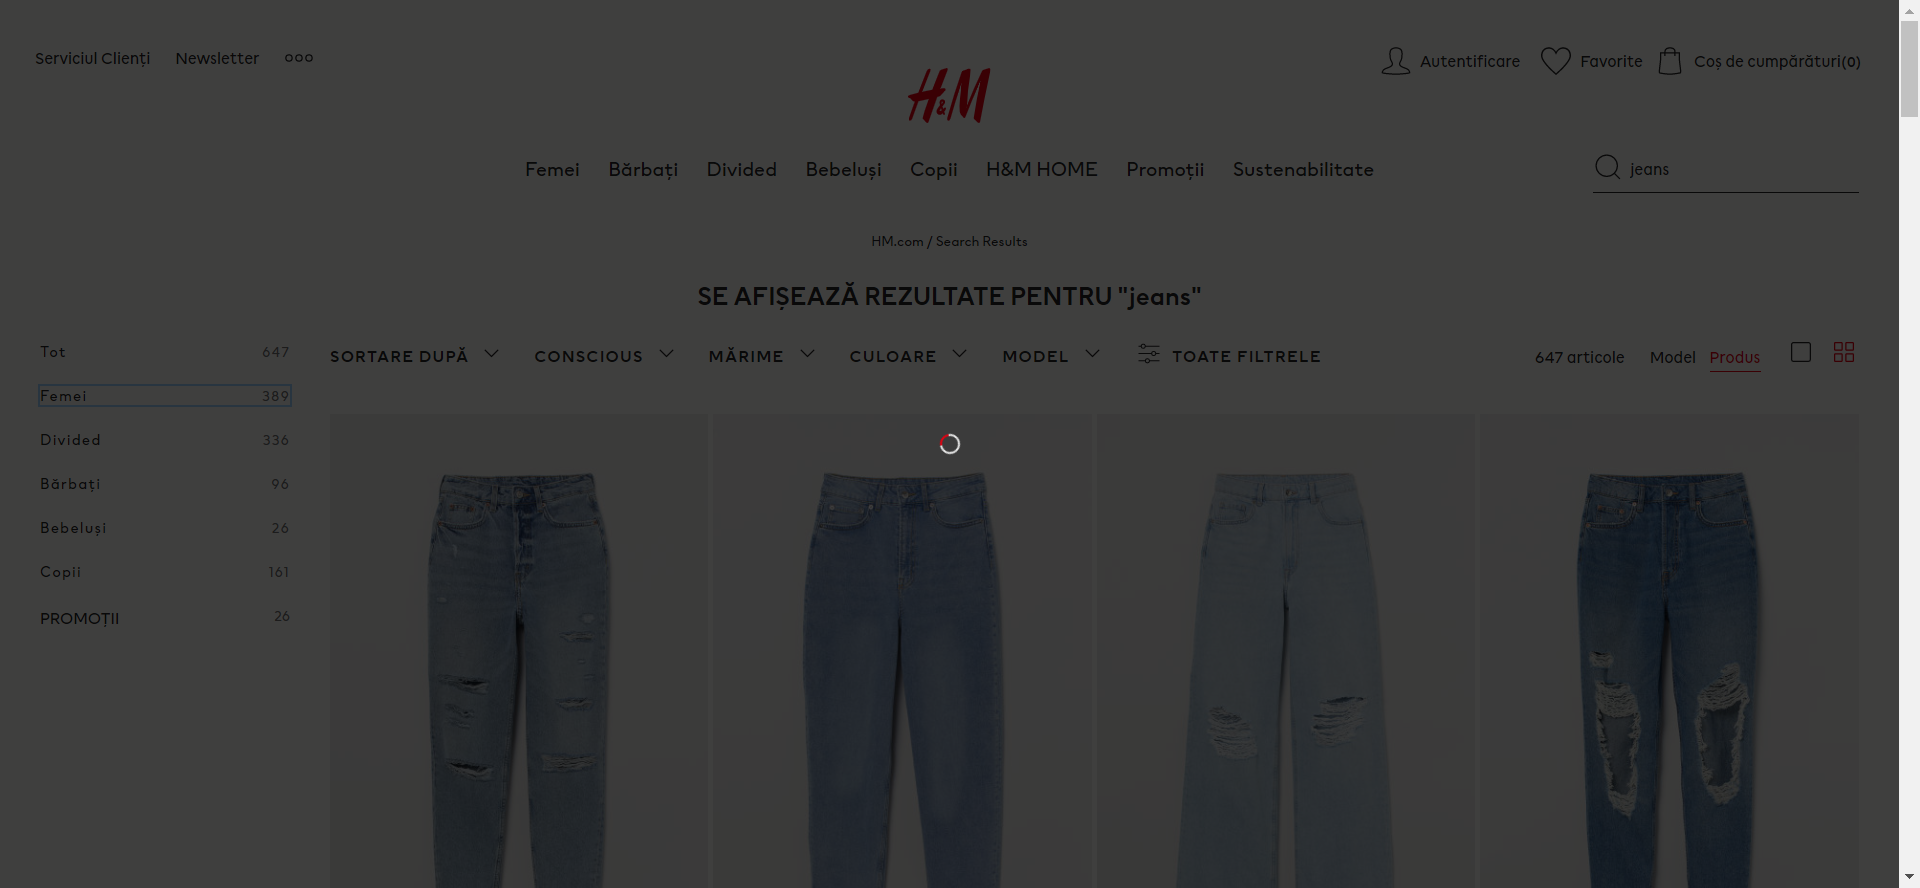 Serviciul Clienți Newsletter
Autentificare Favorite Coș de cumpărături(0)
H&M
Femei Bărbați Divided Bebeluși Copii H&M HOME Promoții Sustenabilitate
jeans
HM.com / Search Results
SE AFIȘEAZĂ REZULTATE PENTRU "jeans"
SORTARE DUPĂ CONSCIOUS MĂRIME CULOARE MODEL TOATE FILTRELE
647 articole Model Produs
Tot 647
Femei 389
Divided 336
Bărbați 96
Bebeluși 26
Copii 161
PROMOȚII 26